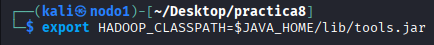 ┌──(kali㉿nodo1)-[~/Desktop/practica8]
└─$ export HADOOP_CLASSPATH=$JAVA_HOME/lib/tools.jar